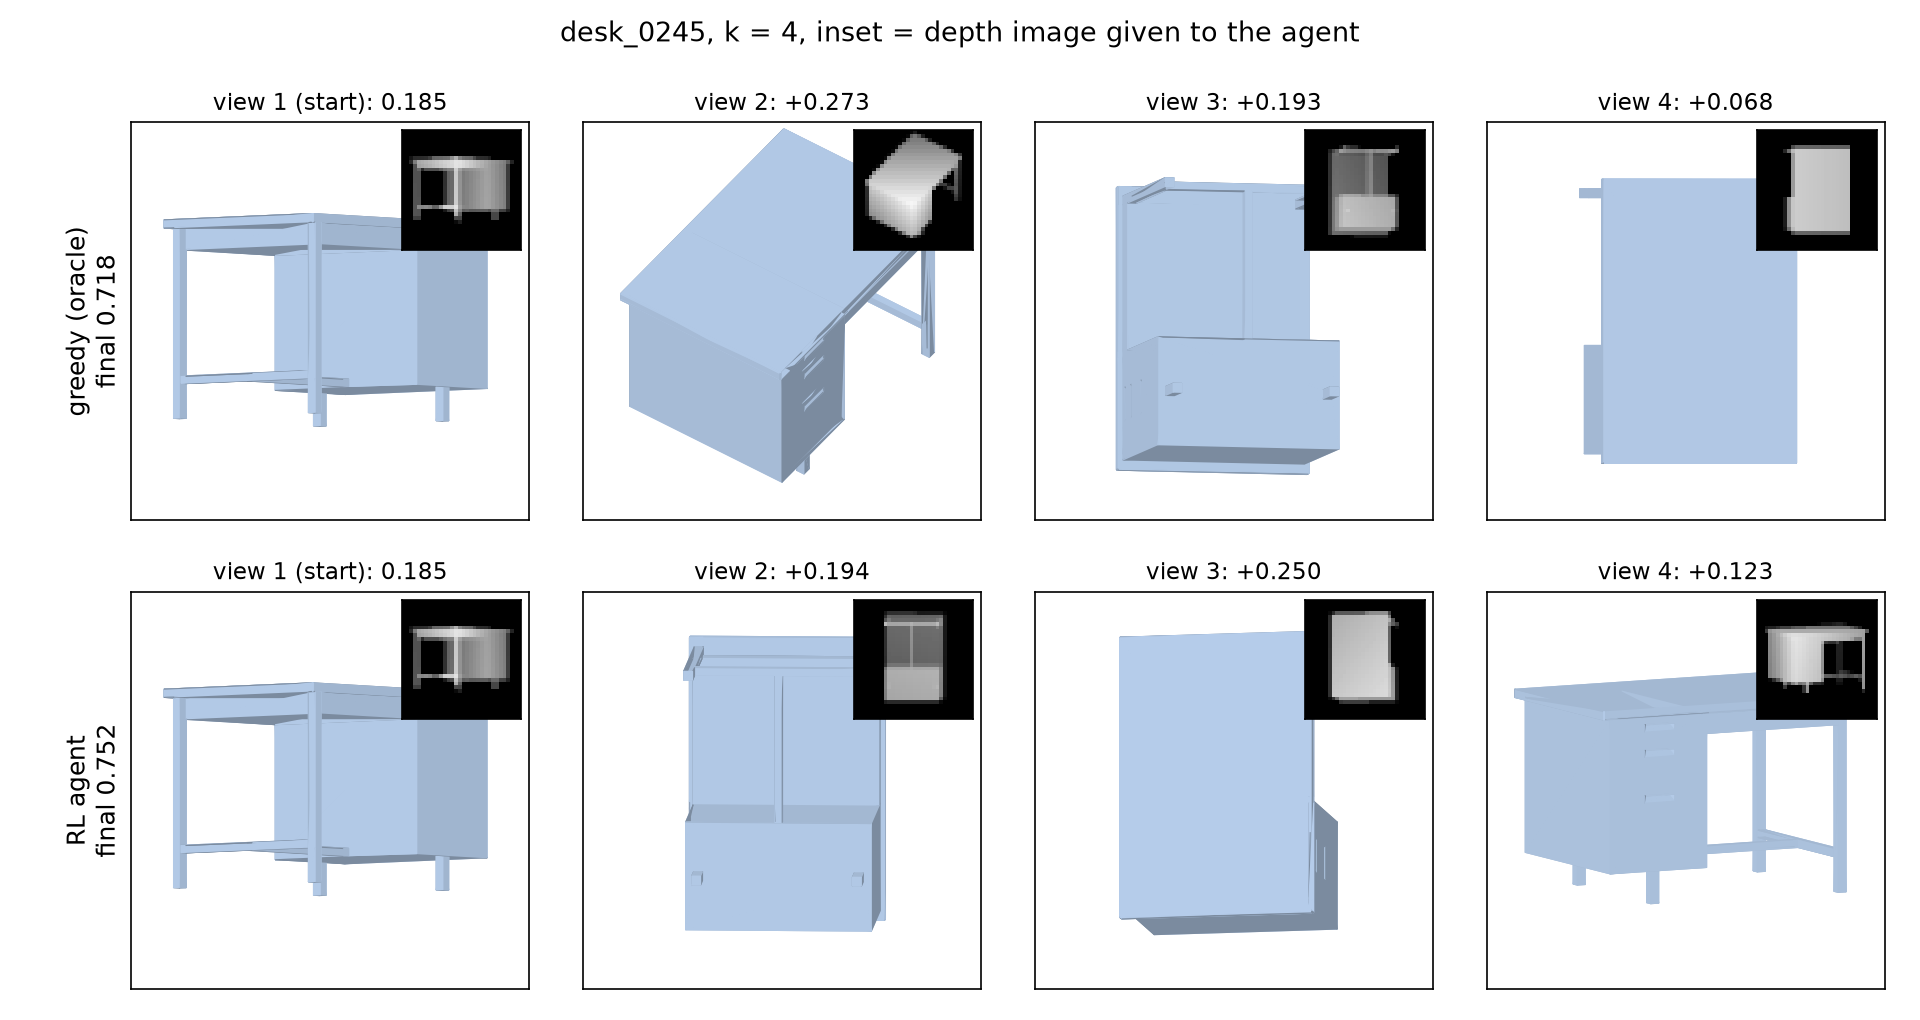 desk_0245, k = 4, inset = depth image given to the agent
greedy (oracle)
final 0.718
view 1 (start): 0.185
view 2: +0.273
view 3: +0.193
view 4: +0.068
RL agent
final 0.752
view 1 (start): 0.185
view 2: +0.194
view 3: +0.250
view 4: +0.123